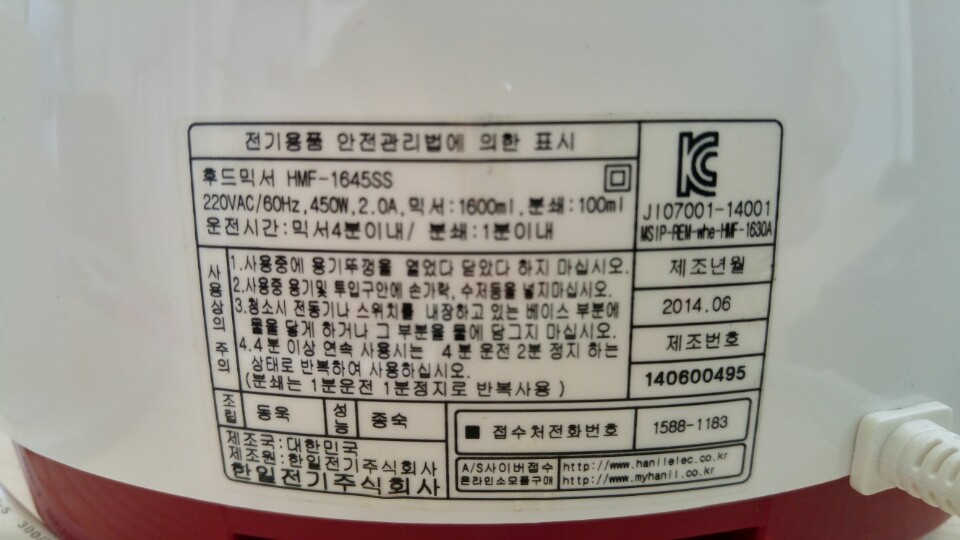 전기용품 안전관리법에 의한 표시
후드믹서 HMF-1645SS
220VAC/60Hz,450W,2.0A,믹서:1600ml,분쇄:100ml
운전시간:믹서4분이내/ 분쇄:1분이내
KC
JI07001-14001
MSIP-REM-whe-HMF-1630A
사용상의 주의
1.사용중에 용기뚜껑을 열었다 닫았다 하지 마십시오.
2.사용중 용기및 투입구안에 손가락, 수저등을 넣지마십시오.
3.청소시 전동기나 스위치를 내장하고 있는 베이스 부분에
물을 닿게 하거나 그 부분을 물에 담그지 마십시오.
4.4분 이상 연속 사용시는 4분 운전 2분 정지 하는
상태로 반복하여 사용하십시오.
(분쇄는 1분운전 1분정지로 반복사용)
제조년월
2014.06
제조번호
140600495
조립 동욱 성능 종숙
제조국:대한민국
제조원:한일전기주식회사
한일전기주식회사
■ 접수처전화번호 1588-1183
A/S사이버접수 http://www.hanilelec.co.kr
온라인소모품구매 http://www.myhanil.co.kr
300/